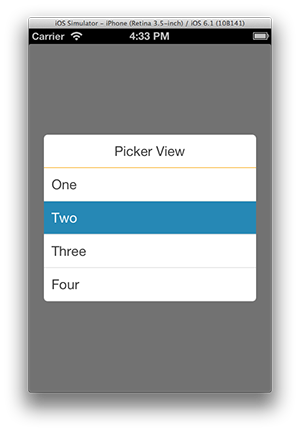 iOS Simulator - iPhone (Retina 3.5-inch) / iOS 6.1 (10B141)
Carrier 4:33 PM
Picker View
One
Two
Three
Four